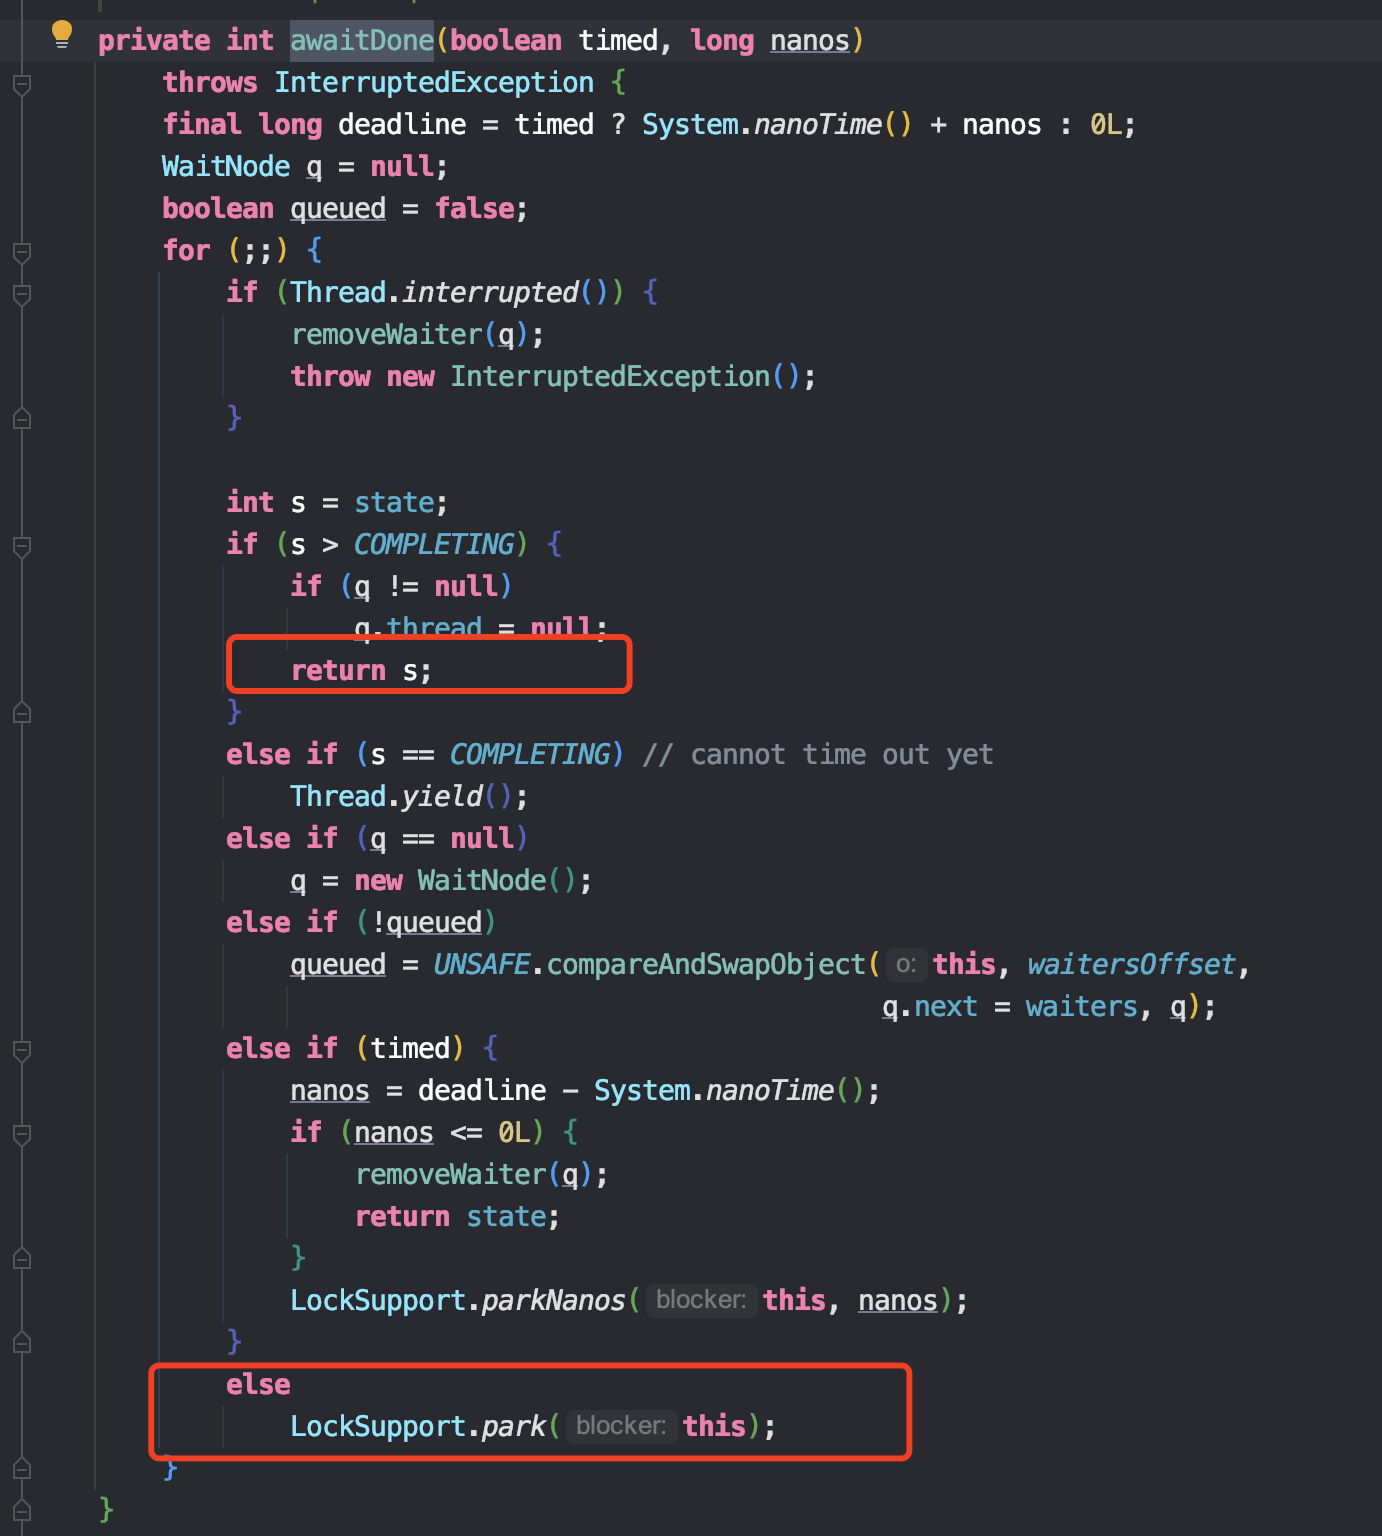 private int awaitDone(boolean timed, long nanos)
throws InterruptedException {
final long deadline = timed ? System.nanoTime() + nanos : 0L;
WaitNode q = null;
boolean queued = false;
for (;;) {
if (Thread.interrupted()) {
removeWaiter(q);
throw new InterruptedException();
}
int s = state;
if (s > COMPLETING) {
if (q != null)
q.thread = null;
return s;
}
else if (s == COMPLETING) // cannot time out yet
Thread.yield();
else if (q == null)
q = new WaitNode();
else if (!queued)
queued = UNSAFE.compareAndSwapObject( o: this, waitersOffset,
q.next = waiters, q);
else if (timed) {
nanos = deadline - System.nanoTime();
if (nanos <= 0L) {
removeWaiter(q);
return state;
}
LockSupport.parkNanos( blocker: this, nanos);
}
else
LockSupport.park( blocker: this);
}
}